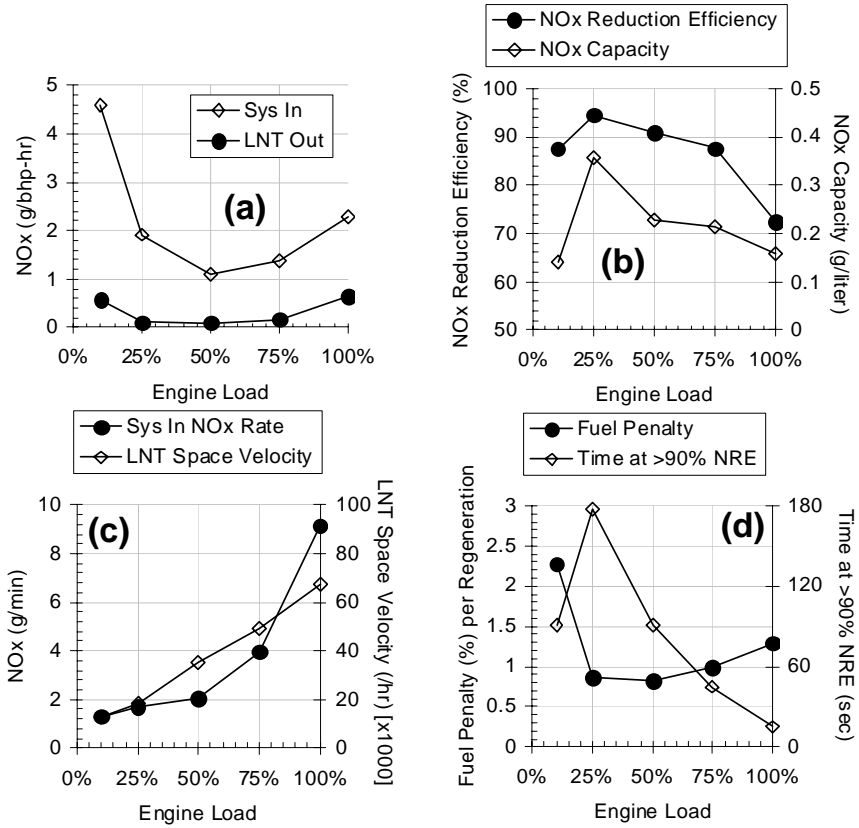 NOx Reduction Efficiency
NOx Capacity
Sys In
LNT Out
(a)
NOx (g/bhp-hr)
5
4
3
2
1
0
0% 25% 50% 75% 100%
Engine Load
(b)
NOx Reduction Efficiency (%)
100
90
80
70
60
50
NOx Capacity (g/liter)
0.5
0.4
0.3
0.2
0.1
0
0% 25% 50% 75% 100%
Engine Load
Sys In NOx Rate
LNT Space Velocity
(c)
NOx (g/min)
10
8
6
4
2
0
LNT Space Velocity (/hr) [x1000]
100
80
60
40
20
0
0% 25% 50% 75% 100%
Engine Load
Fuel Penalty
Time at >90% NRE
(d)
Fuel Penalty (%) per Regeneration
3
2.5
2
1.5
1
0.5
0
Time at >90% NRE (sec)
180
120
60
0
0% 25% 50% 75% 100%
Engine Load